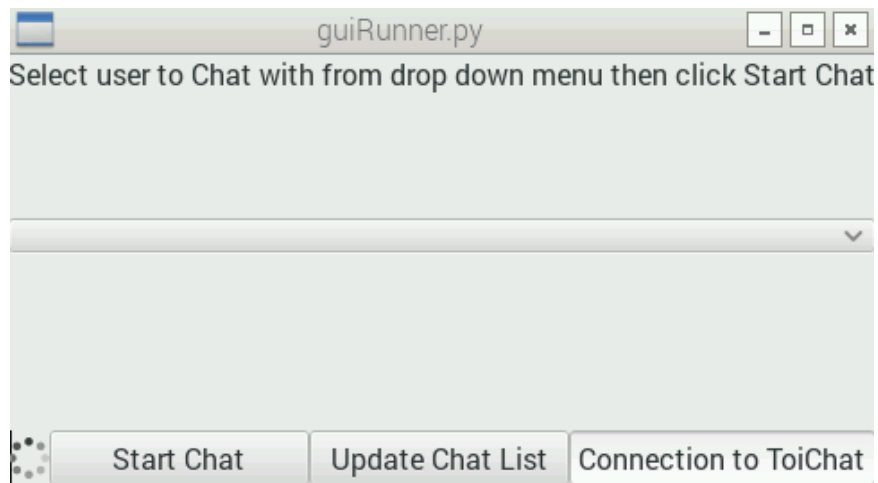 guiRunner.py
Select user to Chat with from drop down menu then click Start Chat
Start Chat Update Chat List Connection to ToiChat